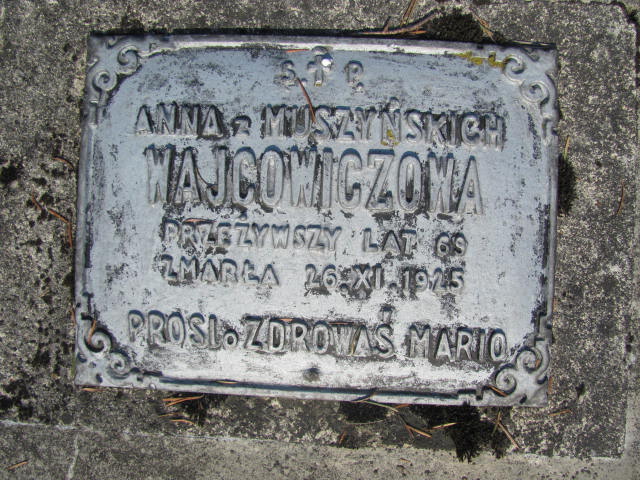 Ś † P.
ANNA z MUSZYŃSKICH
WAJCOWICZOWA
PRZEŻYWSZY LAT 69
ZMARŁA 26.XI.1925
PROSI o ZDROWAŚ MARIO